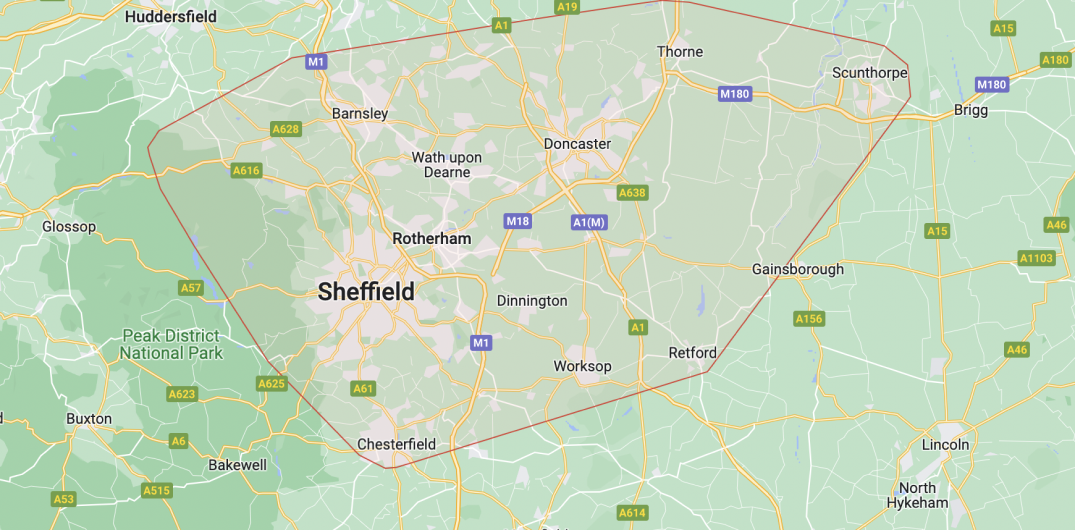 Huddersfield
A19
A1
A15
Thorne
M1
A180
Scunthorpe
M180
M180
Brigg
Barnsley
A628
Doncaster
Wath upon
Dearne
A616
A638
M18
A1(M)
Glossop
A15
A46
Rotherham
A1103
Gainsborough
A57
Sheffield
Dinnington
A156
A1
Peak District
National Park
M1
A46
Retford
Worksop
A625
A61
A623
Buxton
A6
Chesterfield
Lincoln
Bakewell
A515
A53
North
Hykeham
A614